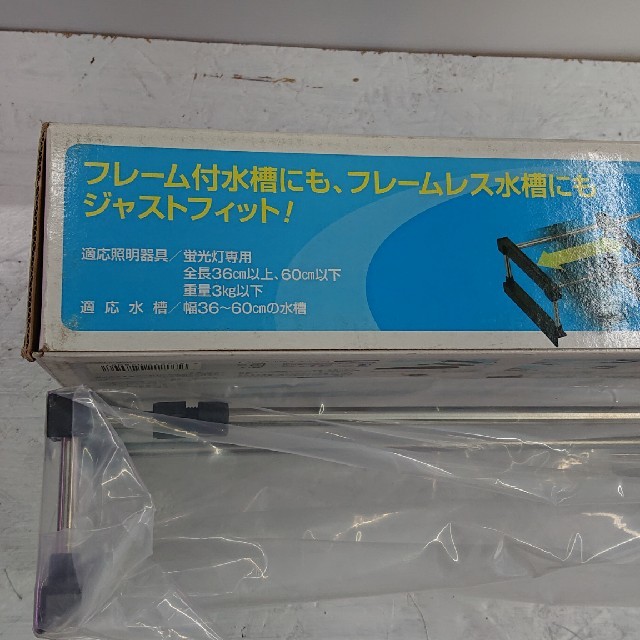 フレーム付水槽にも、フレームレス水槽にも
ジャストフィット!
適応照明器具/蛍光灯専用
全長36cm以上、60cm以下
重量3kg以下
適応水槽/幅36～60cmの水槽